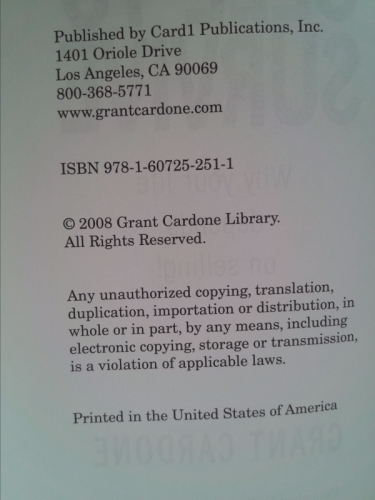 Published by Card1 Publications, Inc.
1401 Oriole Drive
Los Angeles, CA 90069
800-368-5771
www.grantcardone.com
ISBN 978-1-60725-251-1
© 2008 Grant Cardone Library.
All Rights Reserved.
Any unauthorized copying, translation,
duplication, importation or distribution, in
whole or in part, by any means, including
electronic copying, storage or transmission,
is a violation of applicable laws.
Printed in the United States of America
GRANT CARDONE